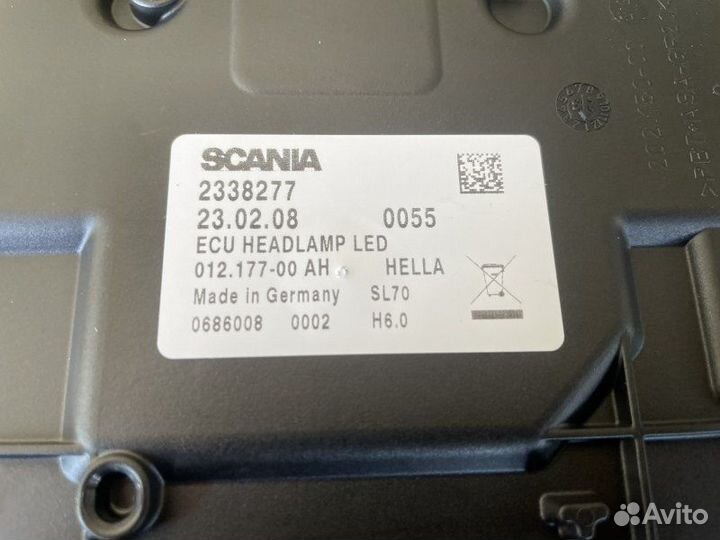 SCANIA
2338277
23.02.08 0055
ECU HEADLAMP LED
012.177-00 AH HELLA
Made in Germany SL70
0686008 0002 H6.0
Avito